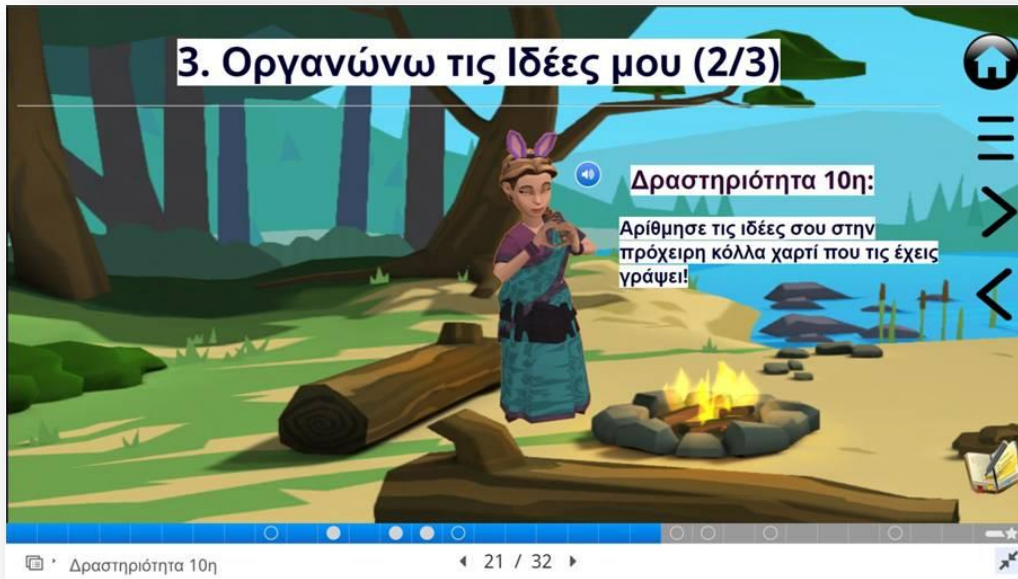 3. Οργανώνω τις Ιδέες μου (2/3)
Δραστηριότητα 10η:
Αρίθμησε τις ιδέες σου στην
πρόχειρη κόλλα χαρτί που τις έχεις
γράψει!
Δραστηριότητα 10η
21 / 32